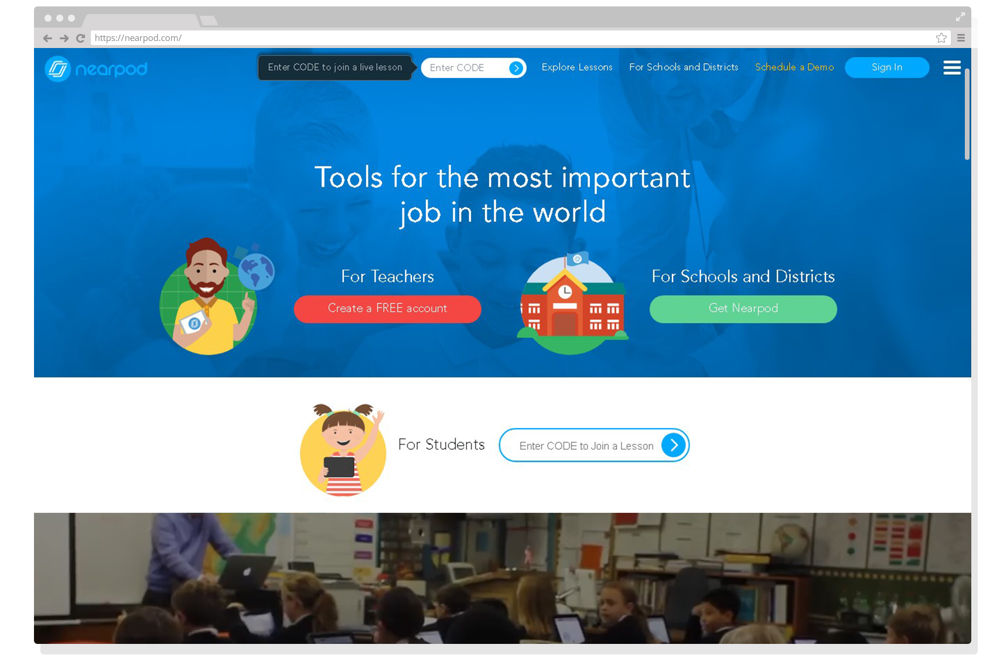 https://nearpod.com/
nearpod
Enter CODE to join a live lesson
Enter CODE
Explore Lessons
For Schools and Districts
Schedule a Demo
Sign In
Tools for the most important
job in the world
For Teachers
Create a FREE account
For Schools and Districts
Get Nearpod
For Students
Enter CODE to Join a Lesson